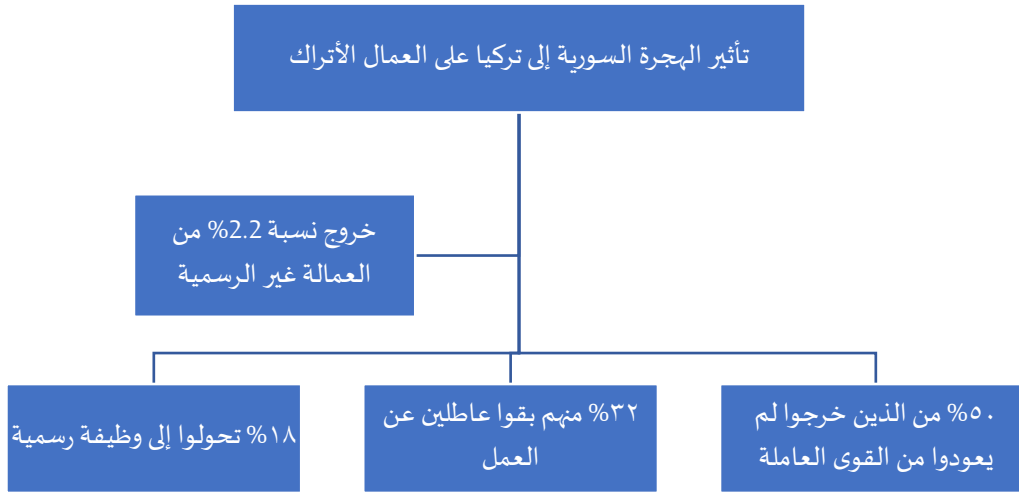 تأثير الهجرة السورية إلى تركيا على العمال الأتراك
خروج نسبة 2.2% من
العمالة غير الرسمية
%٥٠ من الذين خرجوا لم
يعودوا من القوى العاملة
%٣٢ منهم بقوا عاطلين عن
العمل
%١٨ تحولوا إلى وظيفة رسمية